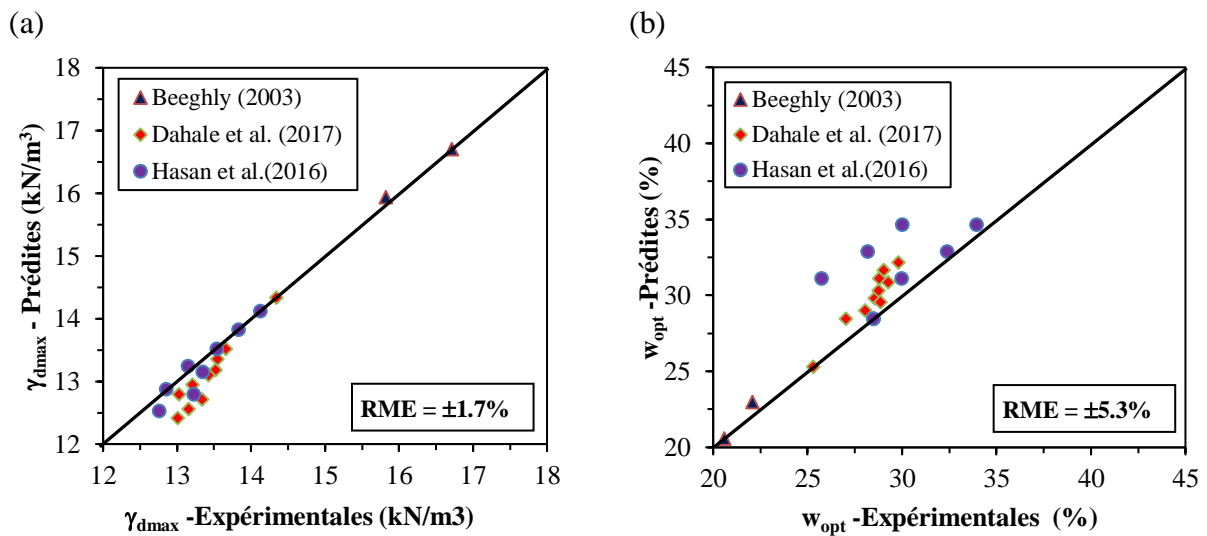 (a)
γdmax - Prédites (kN/m³)
18
17
16
15
14
13
12
Beeghly (2003)
Dahale et al. (2017)
Hasan et al.(2016)
RME = ±1.7%
12 13 14 15 16 17 18
γdmax -Expérimentales (kN/m3)
(b)
wopt -Prédites (%)
45
40
35
30
25
20
Beeghly (2003)
Dahale et al. (2017)
Hasan et al.(2016)
RME = ±5.3%
20 25 30 35 40 45
wopt -Expérimentales (%)